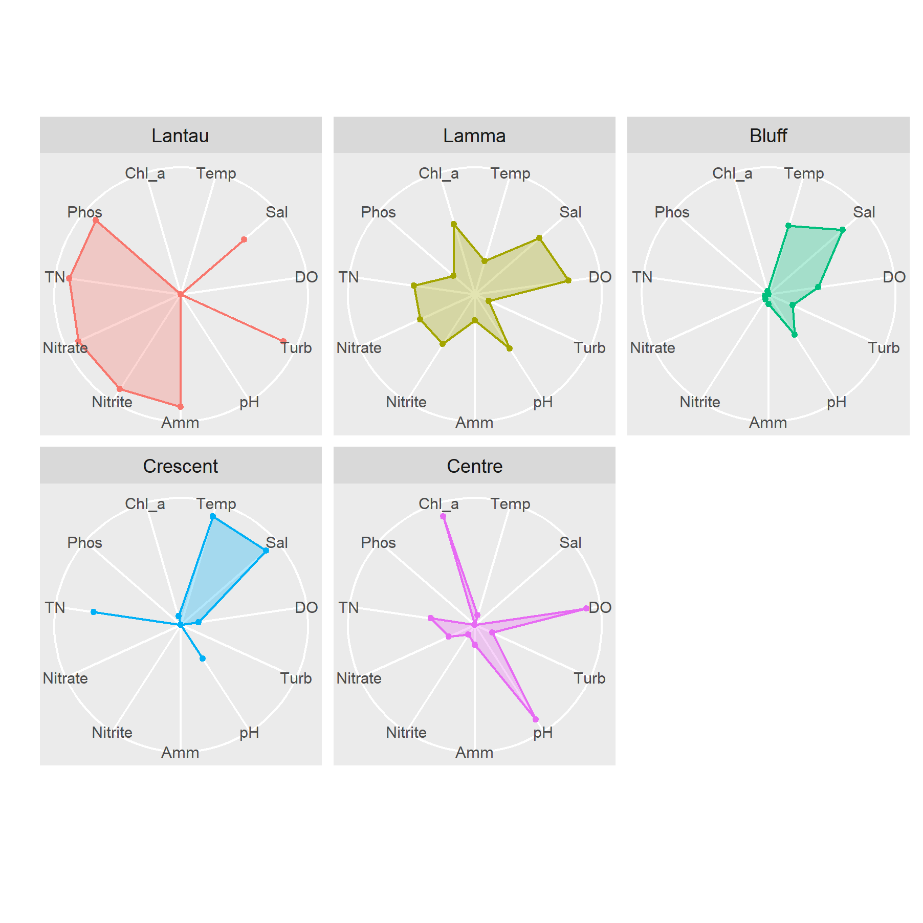 Lantau
Lamma
Bluff
Chl_a Temp
Chl_a Temp
Chl_a Temp
Phos Sal
Phos Sal
Phos Sal
TN DO
TN DO
TN DO
Nitrate Turb
Nitrate Turb
Nitrate Turb
Nitrite pH
Nitrite pH
Nitrite pH
Amm
Amm
Amm
Crescent
Centre
Chl_a Temp
Chl_a Temp
Phos Sal
Phos Sal
TN DO
TN DO
Nitrate Turb
Nitrate Turb
Nitrite pH
Nitrite pH
Amm
Amm